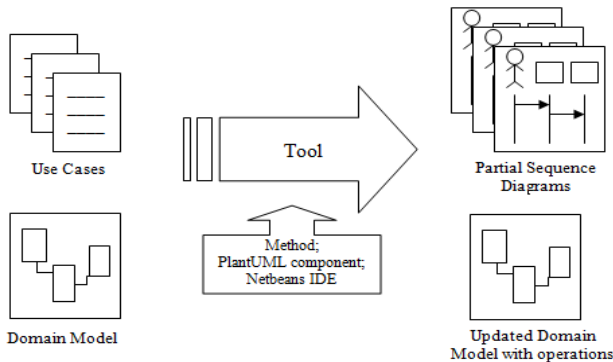 Use Cases
Tool
Partial Sequence
Diagrams
Method;
PlantUML component;
Netbeans IDE
Domain Model
Updated Domain
Model with operations